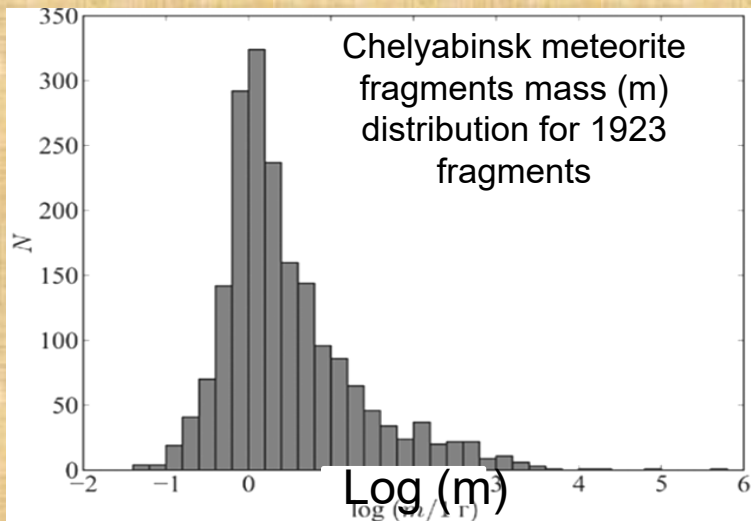 350
Chelyabinsk meteorite
fragments mass (m)
distribution for 1923
fragments
300
250
200
N
150
100
50
0
−2 −1 0 3 4 5 6
Log (m)
log (m/1 г)